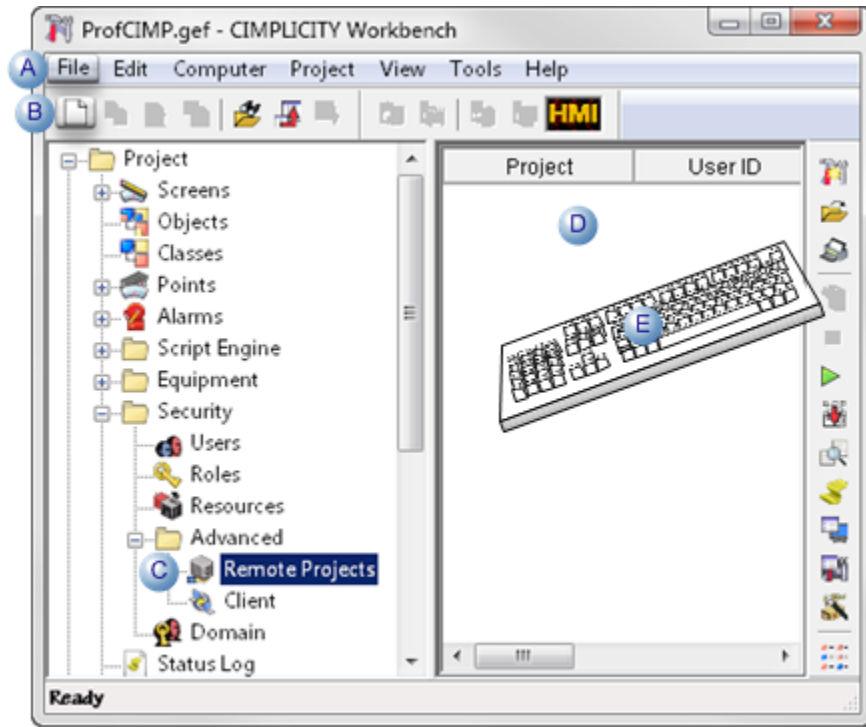 ProfCIMP.gef - CIMPLICITY Workbench
A File Edit Computer Project View Tools Help
B HMI
Project
Screens
Objects
Classes
Points
Alarms
Script Engine
Equipment
Security
Users
Roles
Resources
Advanced
C Remote Projects
Client
Domain
Status Log
Project User ID
D
E
Ready